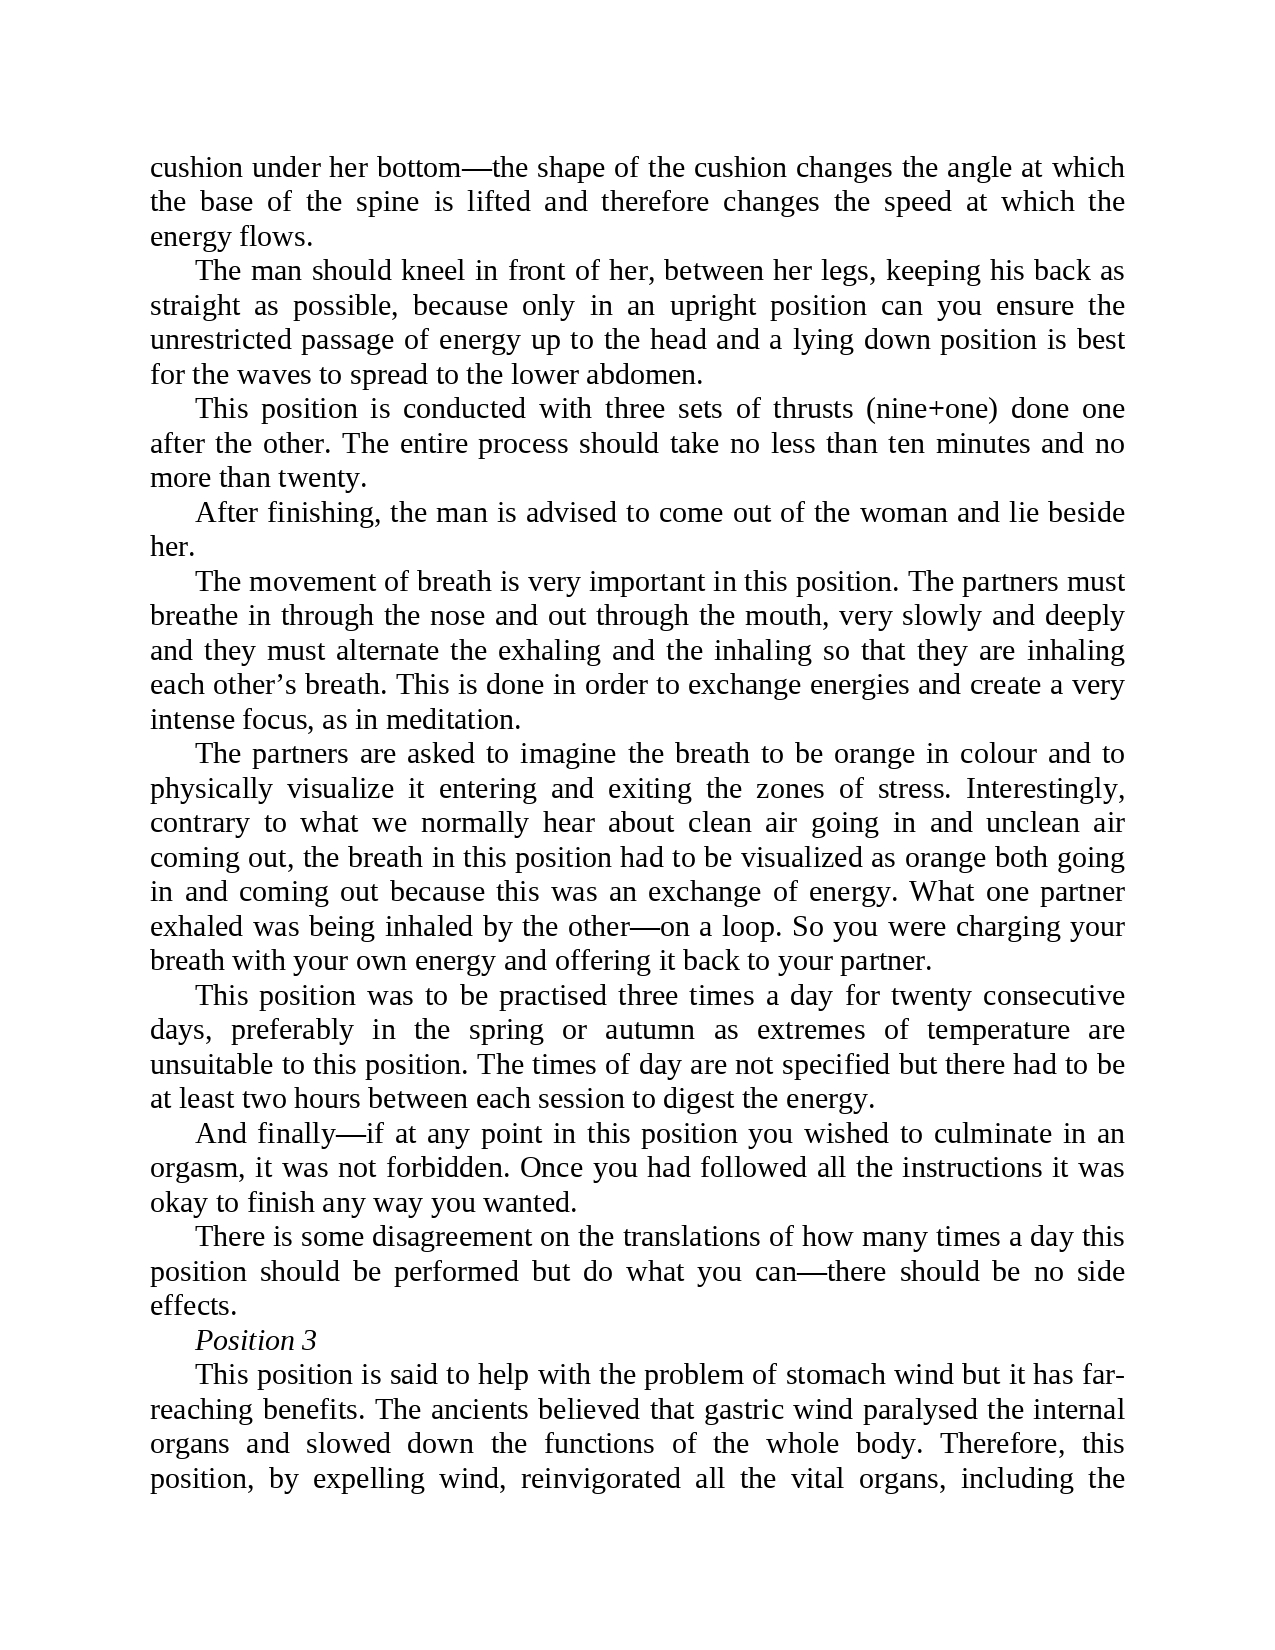 cushion under her bottom—the shape of the cushion changes the angle at which
the base of the spine is lifted and therefore changes the speed at which the
energy flows.
The man should kneel in front of her, between her legs, keeping his back as
straight as possible, because only in an upright position can you ensure the
unrestricted passage of energy up to the head and a lying down position is best
for the waves to spread to the lower abdomen.
This position is conducted with three sets of thrusts (nine+one) done one
after the other. The entire process should take no less than ten minutes and no
more than twenty.
After finishing, the man is advised to come out of the woman and lie beside
her.
The movement of breath is very important in this position. The partners must
breathe in through the nose and out through the mouth, very slowly and deeply
and they must alternate the exhaling and the inhaling so that they are inhaling
each other’s breath. This is done in order to exchange energies and create a very
intense focus, as in meditation.
The partners are asked to imagine the breath to be orange in colour and to
physically visualize it entering and exiting the zones of stress. Interestingly,
contrary to what we normally hear about clean air going in and unclean air
coming out, the breath in this position had to be visualized as orange both going
in and coming out because this was an exchange of energy. What one partner
exhaled was being inhaled by the other—on a loop. So you were charging your
breath with your own energy and offering it back to your partner.
This position was to be practised three times a day for twenty consecutive
days, preferably in the spring or autumn as extremes of temperature are
unsuitable to this position. The times of day are not specified but there had to be
at least two hours between each session to digest the energy.
And finally—if at any point in this position you wished to culminate in an
orgasm, it was not forbidden. Once you had followed all the instructions it was
okay to finish any way you wanted.
There is some disagreement on the translations of how many times a day this
position should be performed but do what you can—there should be no side
effects.
Position 3
This position is said to help with the problem of stomach wind but it has far-
reaching benefits. The ancients believed that gastric wind paralysed the internal
organs and slowed down the functions of the whole body. Therefore, this
position, by expelling wind, reinvigorated all the vital organs, including the